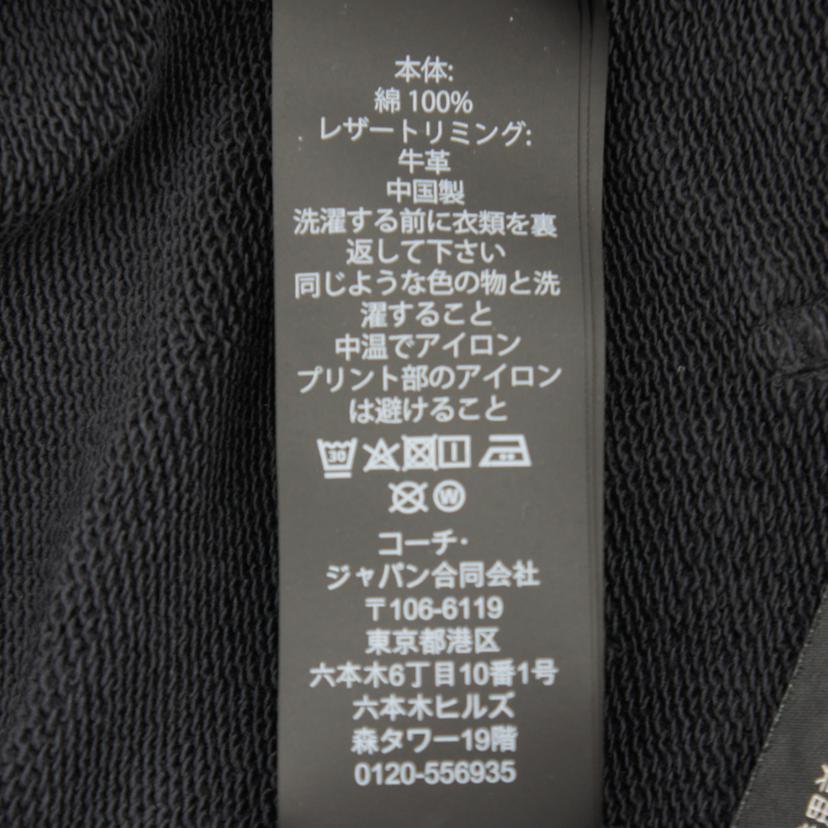 本体:
綿 100%
レザートリミング:
牛革
中国製
洗濯する前に衣類を裏
返して下さい
同じような色の物と洗
濯すること
中温でアイロン
プリント部のアイロン
は避けること
30
W
コーチ・
ジャパン合同会社
〒106-6119
東京都港区
六本木6丁目10番1号
六本木ヒルズ
森タワー19階
0120-556935